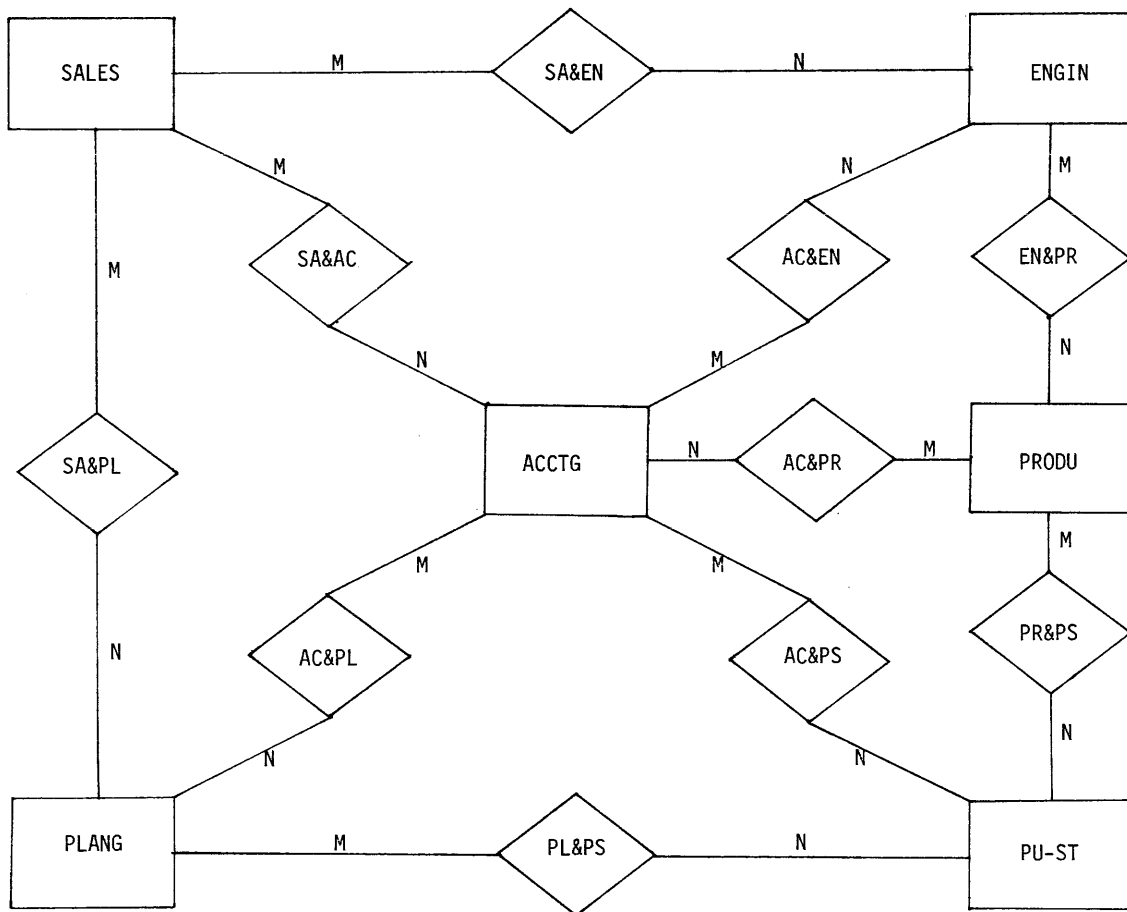 SALES
M
SA&EN
N
ENGIN
M
N
M
SA&AC
AC&EN
EN&PR
M
N
M
N
SA&PL
ACCTG
N
AC&PR
M
PRODU
M
M
M
N
AC&PL
AC&PS
PR&PS
N
N
N
PLANG
M
PL&PS
N
PU-ST